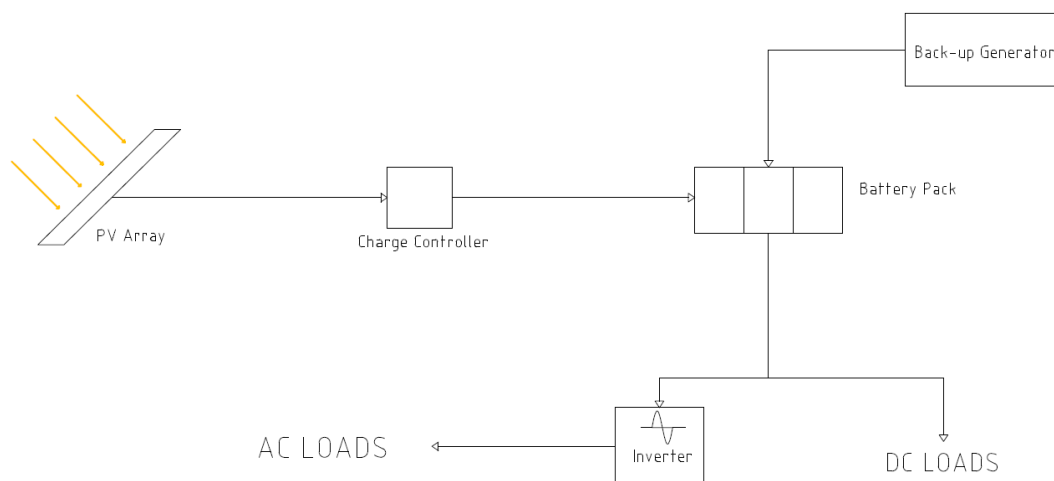 Back-up Generator
Battery Pack
PV Array
Charge Controller
AC LOADS
Inverter
DC LOADS